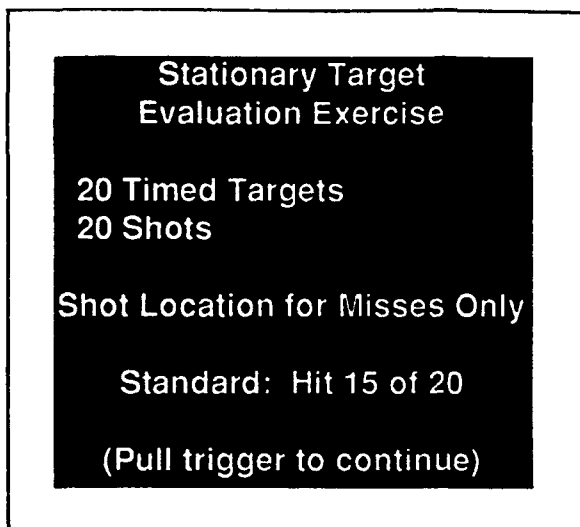 Stationary Target
Evaluation Exercise
20 Timed Targets
20 Shots
Shot Location for Misses Only
Standard: Hit 15 of 20
(Pull trigger to continue)